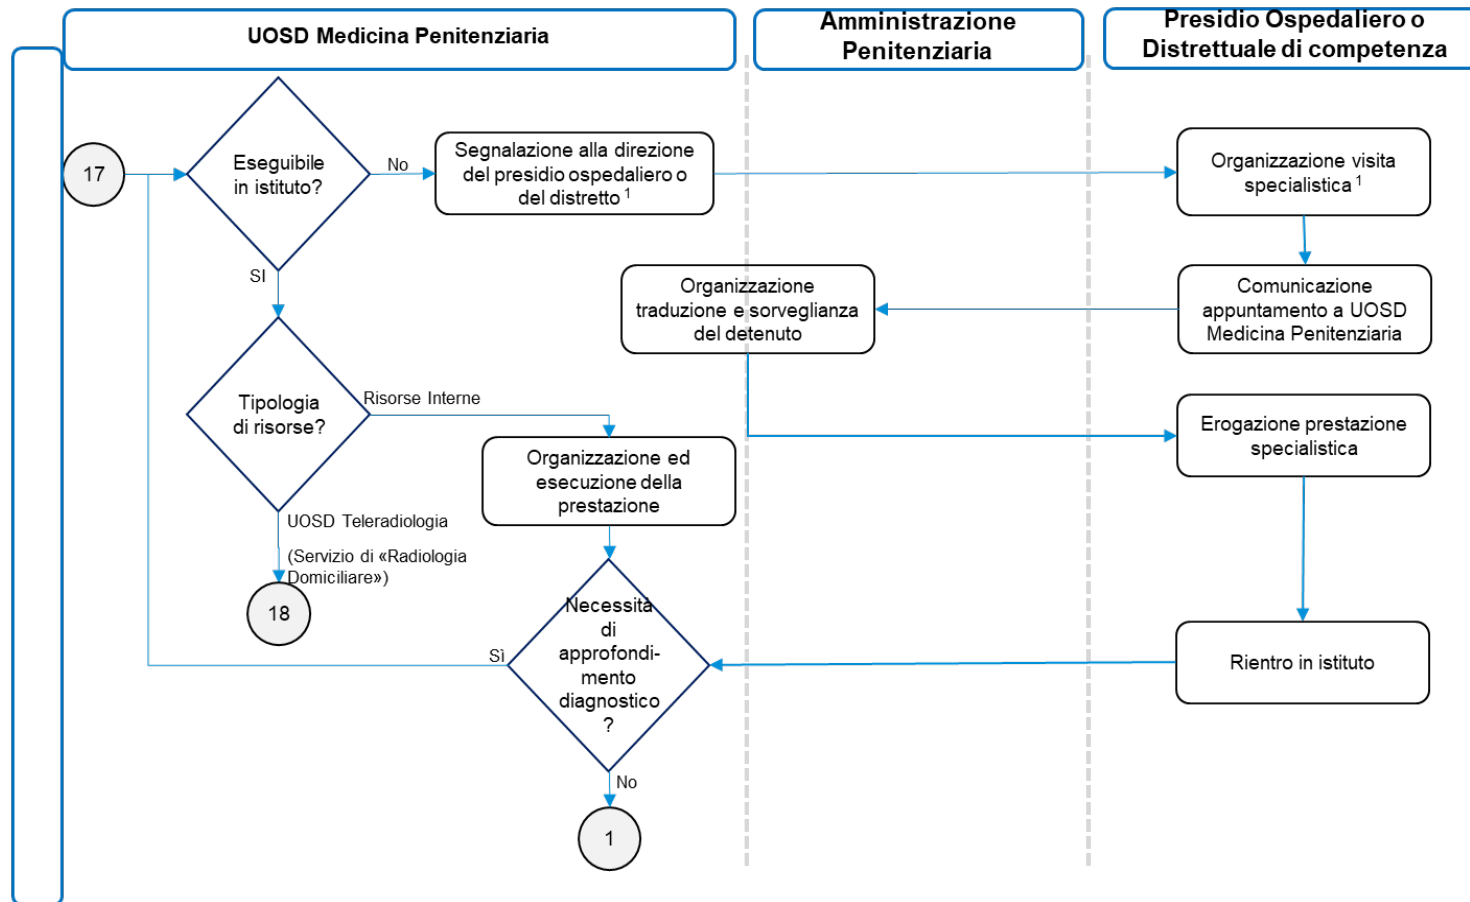 UOSD Medicina Penitenziaria
Amministrazione
Penitenziaria
Presidio Ospedaliero o
Distrettuale di competenza
17
Eseguibile
in istituto?
No
Segnalazione alla direzione
del presidio ospedaliero o
del distretto 1
Organizzazione visita
specialistica 1
SI
Organizzazione
traduzione e sorveglianza
del detenuto
Comunicazione
appuntamento a UOSD
Medicina Penitenziaria
Tipologia
di risorse?
Risorse Interne
Organizzazione ed
esecuzione della
prestazione
Erogazione prestazione
specialistica
UOSD Teleradiologia
(Servizio di «Radiologia
Domiciliare»)
18
Necessità
di
approfondi-
mento
diagnostico
?
Sì
Rientro in istituto
No
1